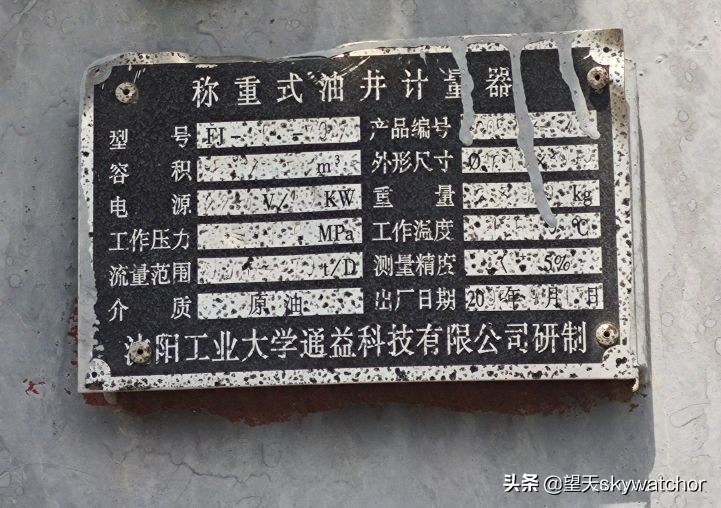 称重式油井计量器
型号 FJ- - 产品编号
容积 m³ 外形尺寸 Ø
电源 V/ KW 重量 kg
工作压力 MPa 工作温度 ℃
流量范围 t/D 测量精度 5%
介质 原油 出厂日期 20 年 月 日
沈阳工业大学通益科技有限公司研制
头条 @望天skywatchor